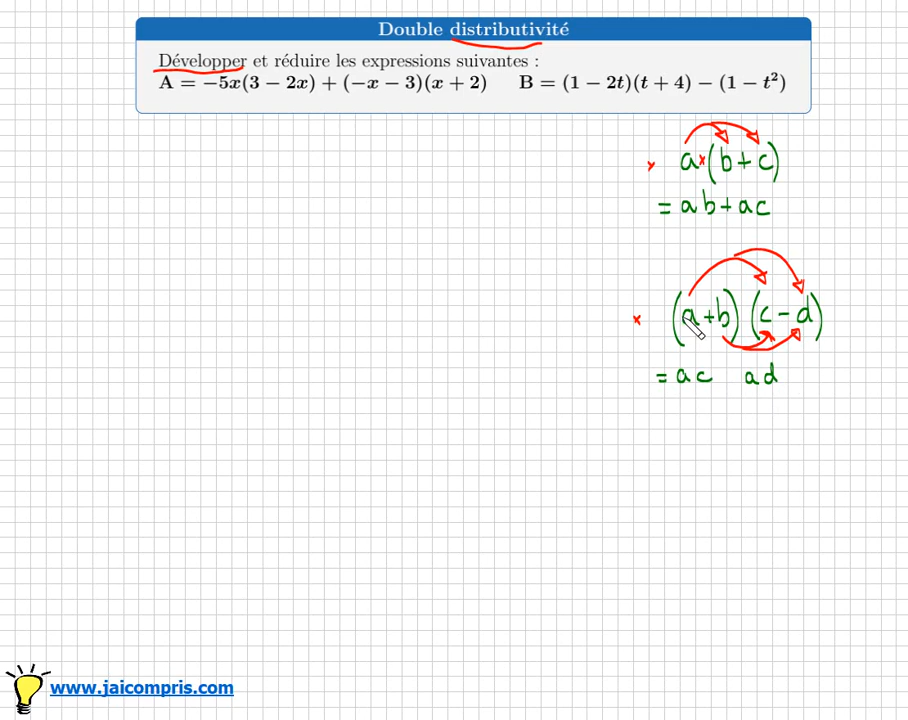 Double distributivité
Développer et réduire les expressions suivantes :
A = −5x(3 − 2x) + (−x − 3)(x + 2) B = (1 − 2t)(t + 4) − (1 − t²)
× a×(b+c)
= ab+ac
× (a+b)(c-d)
= ac ad
www.jaicompris.com